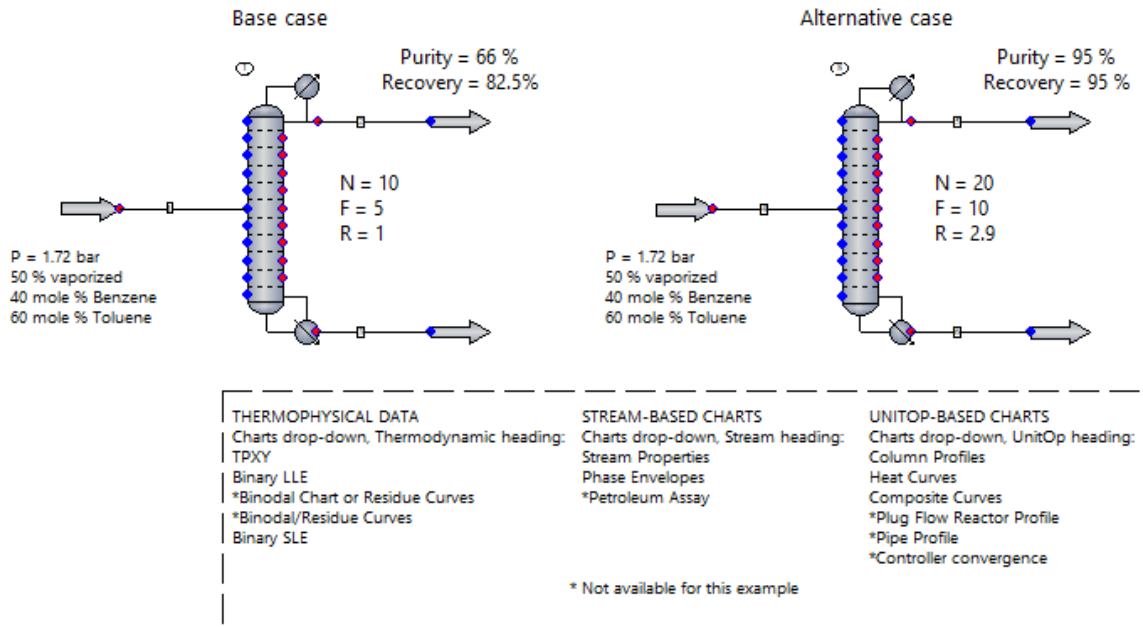 Base case
Purity = 66 %
Recovery = 82.5%
N = 10
F = 5
R = 1
P = 1.72 bar
50 % vaporized
40 mole % Benzene
60 mole % Toluene
Alternative case
Purity = 95 %
Recovery = 95 %
N = 20
F = 10
R = 2.9
P = 1.72 bar
50 % vaporized
40 mole % Benzene
60 mole % Toluene
THERMOPHYSICAL DATA
Charts drop-down, Thermodynamic heading:
TPXY
Binary LLE
*Binodal Chart or Residue Curves
*Binodal/Residue Curves
Binary SLE
STREAM-BASED CHARTS
Charts drop-down, Stream heading:
Stream Properties
Phase Envelopes
*Petroleum Assay
UNITOP-BASED CHARTS
Charts drop-down, UnitOp heading:
Column Profiles
Heat Curves
Composite Curves
*Plug Flow Reactor Profile
*Pipe Profile
*Controller convergence
* Not available for this example